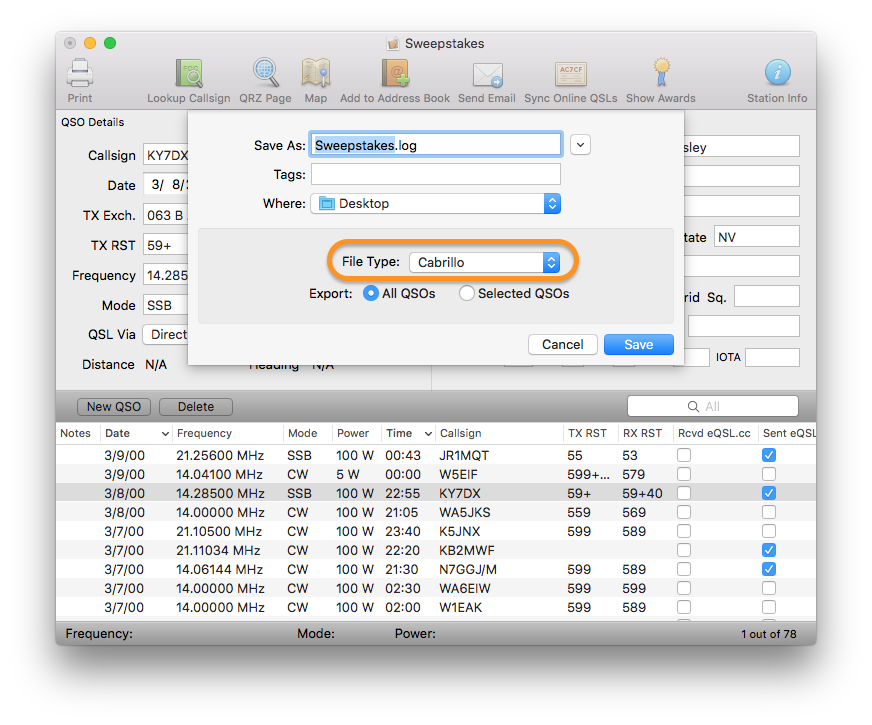 Sweepstakes
Print Lookup Callsign QRZ Page Map Add to Address Book Send Email AC7CF Sync Online QSLs Show Awards Station Info
QSO Details
Save As: Sweepstakes.log
Tags:
Where: Desktop
File Type: Cabrillo
Export: All QSOs Selected QSOs
Cancel Save
Callsign KY7DX
Date 3/ 8/
TX Exch. 063 B
TX RST 59+
Frequency 14.285
Mode SSB
QSL Via Direct
Distance N/A Heading N/A
sley
tate NV
rid Sq.
IOTA
New QSO Delete All
Notes Date Frequency Mode Power Time Callsign TX RST RX RST Rcvd eQSL.cc Sent eQSL
3/9/00 21.25600 MHz SSB 100 W 00:43 JR1MQT 55 53
3/9/00 14.04100 MHz CW 5 W 00:00 W5EIF 599+... 579
3/8/00 14.28500 MHz SSB 100 W 22:55 KY7DX 59+ 59+40
3/8/00 14.00000 MHz CW 100 W 21:05 WA5JKS 559 569
3/7/00 21.10500 MHz CW 100 W 23:40 K5JNX 599 589
3/7/00 21.11034 MHz CW 100 W 22:20 KB2MWF
3/7/00 14.06144 MHz CW 100 W 21:30 N7GGJ/M 599 589
3/7/00 14.00000 MHz CW 100 W 02:30 WA6EIW 599 599
3/7/00 14.00000 MHz CW 100 W 02:00 W1EAK 599 589
Frequency: Mode: Power: 1 out of 78